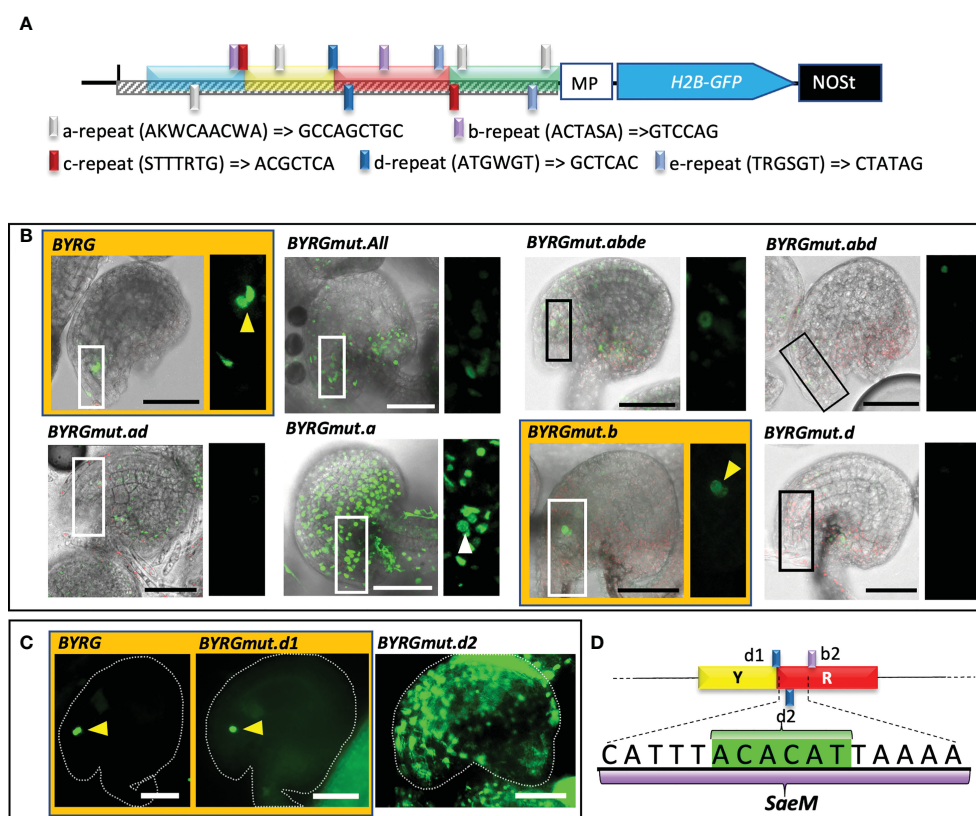 A
MP H2B-GFP NOSt
a-repeat (AKWCAACWA) => GCCAGCTGC b-repeat (ACTASA) =>GTCCAG
c-repeat (STTTRTG) => ACGCTCA d-repeat (ATGWGT) => GCTCAC e-repeat (TRGSGT) => CTATAG
B
BYRG BYRGmut.All BYRGmut.abde BYRGmut.abd
BYRGmut.ad BYRGmut.a BYRGmut.b BYRGmut.d
C
BYRG BYRGmut.d1 BYRGmut.d2
D
d1 b2
Y R
d2
CATTTACACATTAAAA
SaeM